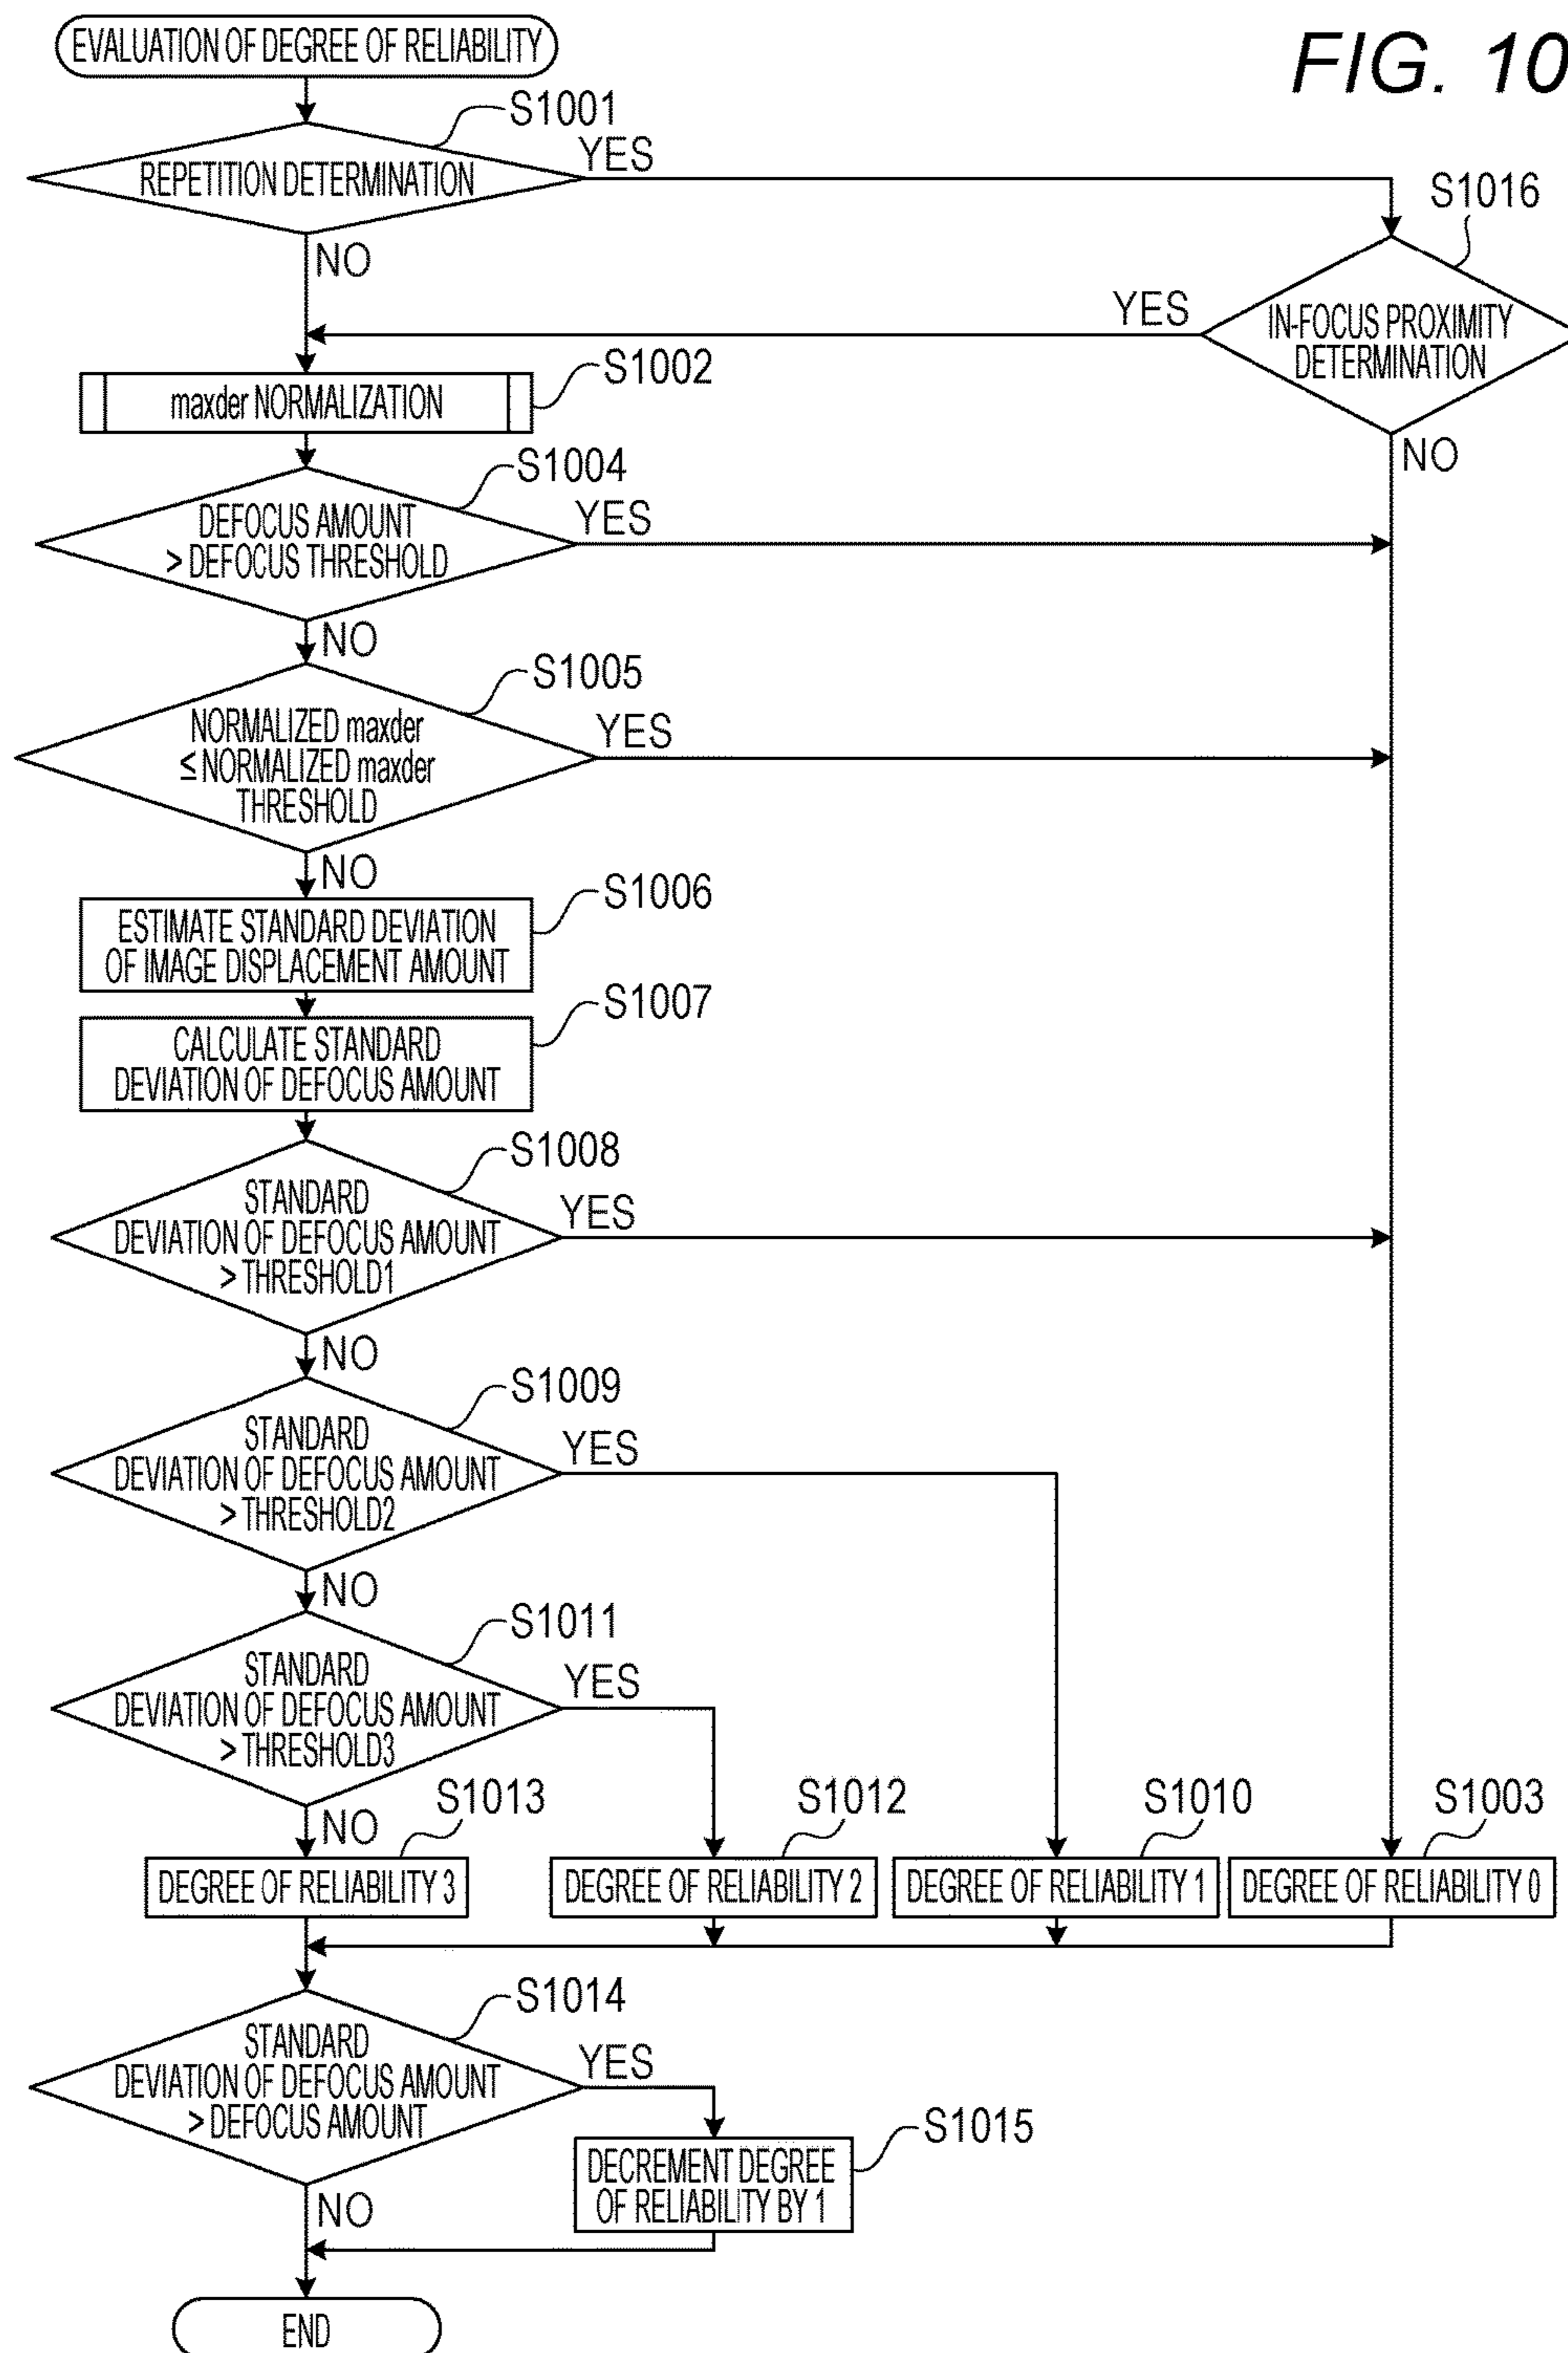 FIG. 10
EVALUATION OF DEGREE OF RELIABILITY
S1001
REPETITION DETERMINATION
YES
NO
S1016
IN-FOCUS PROXIMITY
DETERMINATION
YES
NO
S1002
maxder NORMALIZATION
S1004
DEFOCUS AMOUNT
> DEFOCUS THRESHOLD
YES
NO
S1005
NORMALIZED maxder
≤ NORMALIZED maxder
THRESHOLD
YES
NO
S1006
ESTIMATE STANDARD DEVIATION
OF IMAGE DISPLACEMENT AMOUNT
S1007
CALCULATE STANDARD
DEVIATION OF DEFOCUS AMOUNT
S1008
STANDARD
DEVIATION OF DEFOCUS AMOUNT
> THRESHOLD1
YES
NO
S1009
STANDARD
DEVIATION OF DEFOCUS AMOUNT
> THRESHOLD2
YES
NO
S1011
STANDARD
DEVIATION OF DEFOCUS AMOUNT
> THRESHOLD3
YES
NO
S1013
DEGREE OF RELIABILITY 3
S1012
DEGREE OF RELIABILITY 2
S1010
DEGREE OF RELIABILITY 1
S1003
DEGREE OF RELIABILITY 0
S1014
STANDARD
DEVIATION OF DEFOCUS AMOUNT
> DEFOCUS AMOUNT
YES
NO
S1015
DECREMENT DEGREE
OF RELIABILITY BY 1
END